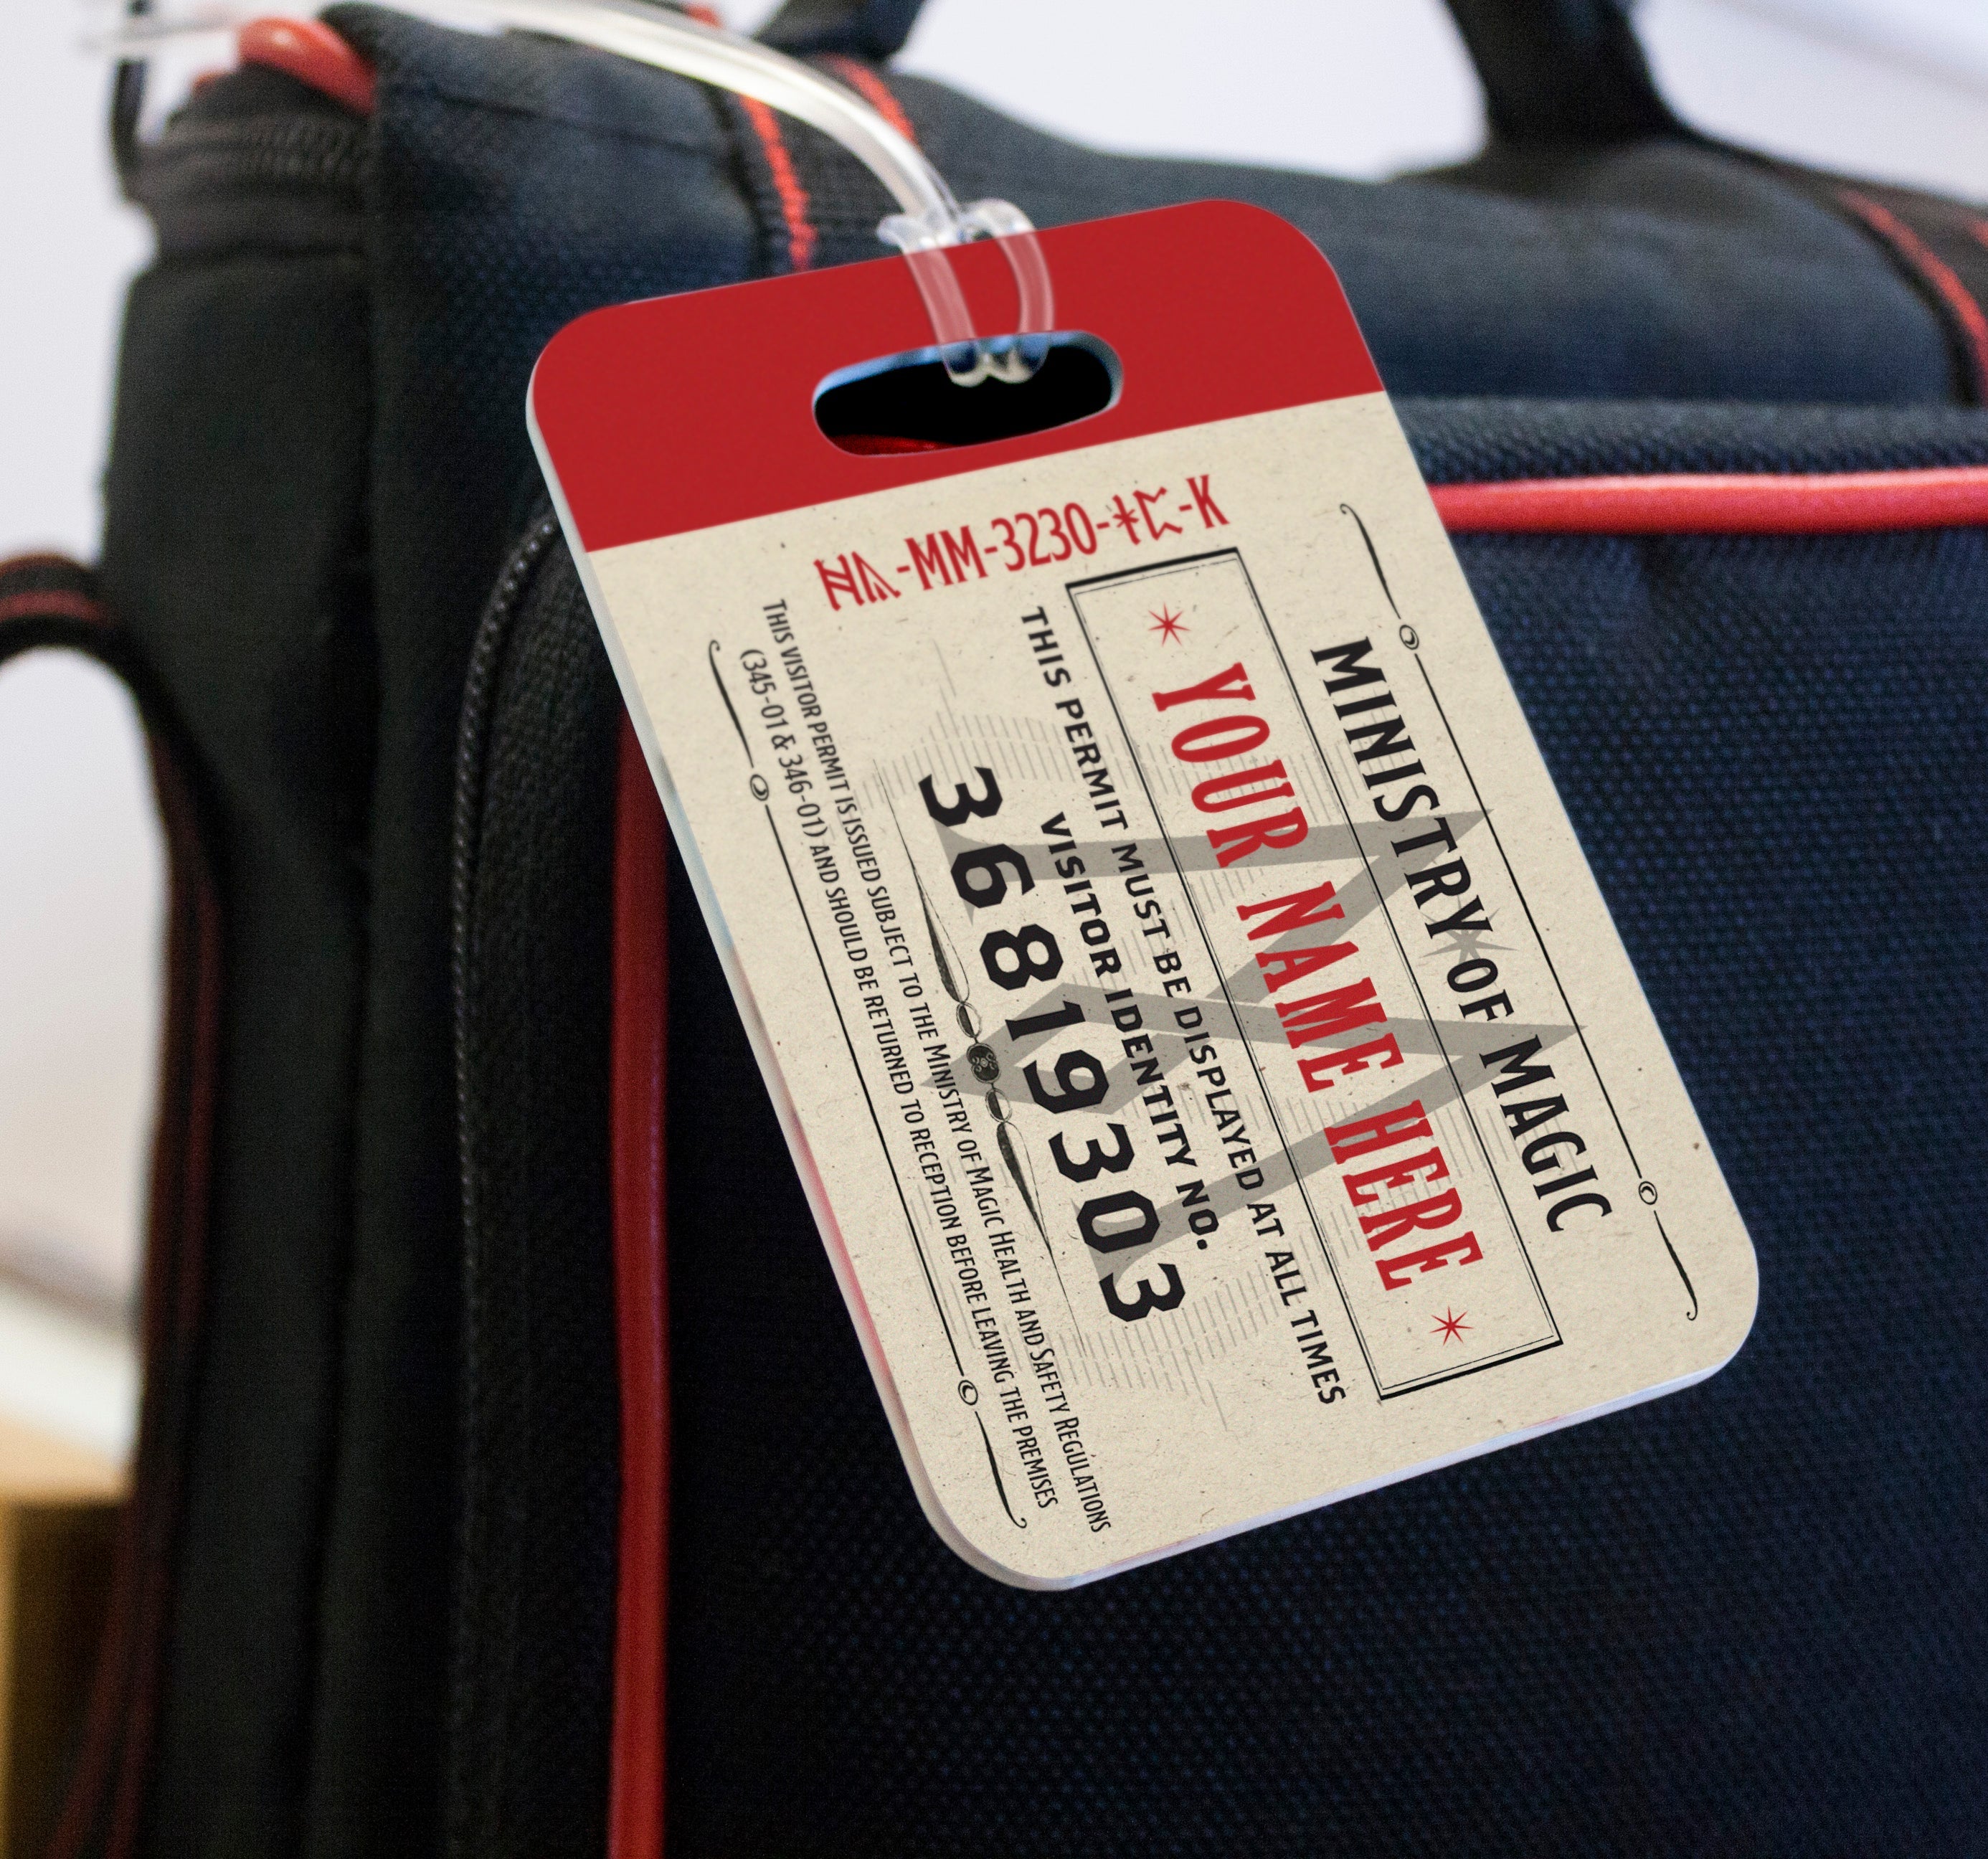 MINISTRY OF MAGIC
YOUR NAME HERE
THIS PERMIT MUST BE DISPLAYED AT ALL TIMES
VISITOR IDENTITY NO.
36819303
THIS VISITOR PERMIT IS ISSUED SUBJECT TO THE MINISTRY OF MAGIC HEALTH AND SAFETY REGULATIONS
(345-01 & 346-01) AND SHOULD BE RETURNED TO RECEPTION BEFORE LEAVING THE PREMISES
-MM-3230-
-K